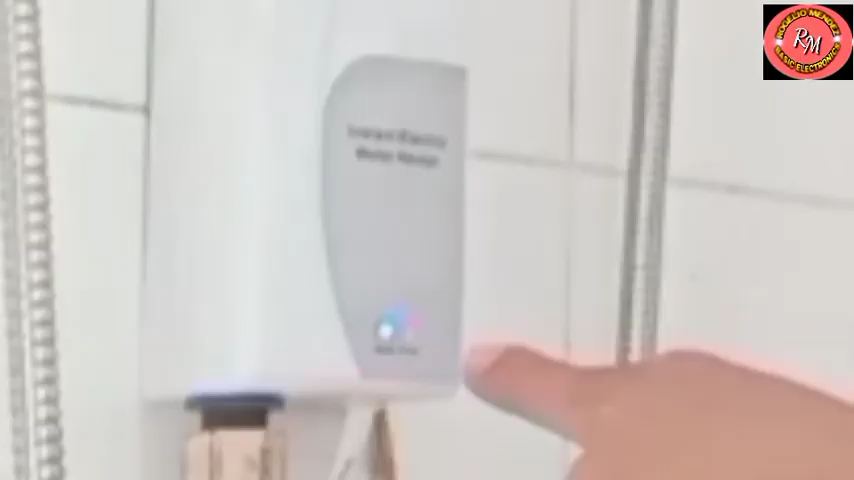 ROGELIO MENDEZ
RM
BASIC ELECTRONICS
Instant Electric
Water Heater